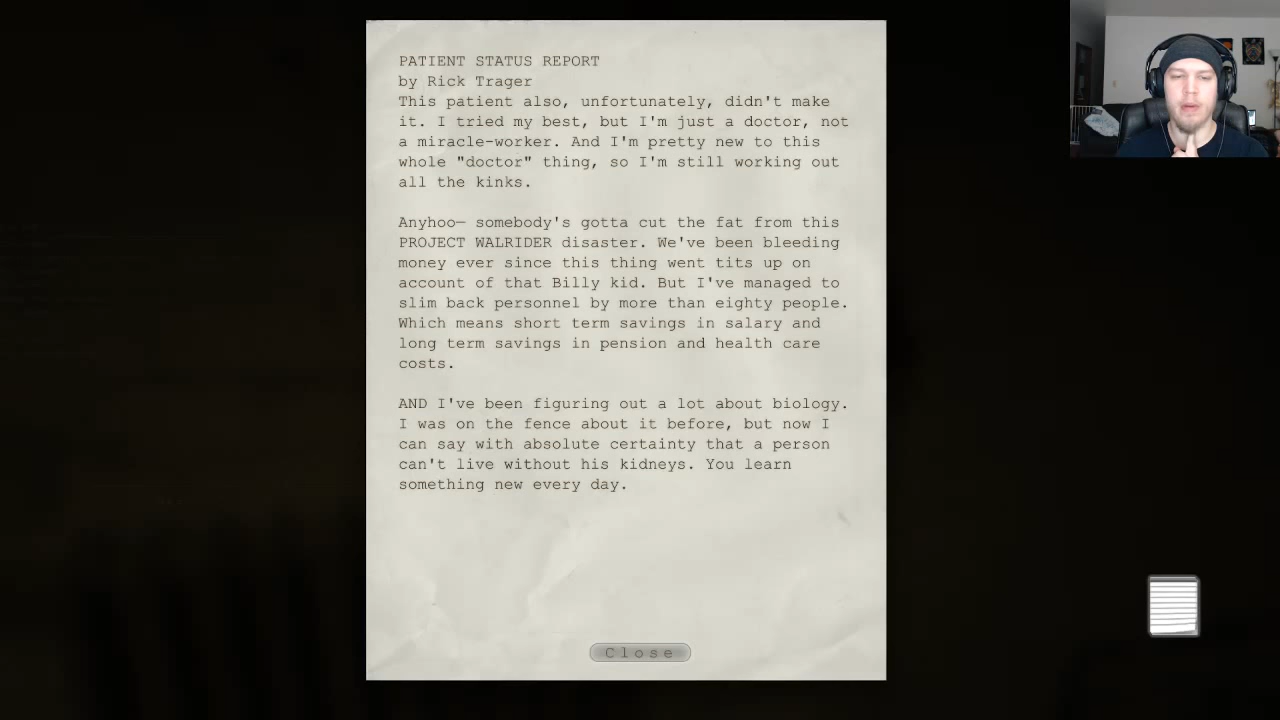 PATIENT STATUS REPORT
by Rick Trager
This patient also, unfortunately, didn't make
it. I tried my best, but I'm just a doctor, not
a miracle-worker. And I'm pretty new to this
whole "doctor" thing, so I'm still working out
all the kinks.

Anyhoo— somebody's gotta cut the fat from this
PROJECT WALRIDER disaster. We've been bleeding
money ever since this thing went tits up on
account of that Billy kid. But I've managed to
slim back personnel by more than eighty people.
Which means short term savings in salary and
long term savings in pension and health care
costs.

AND I've been figuring out a lot about biology.
I was on the fence about it before, but now I
can say with absolute certainty that a person
can't live without his kidneys. You learn
something new every day.

Close